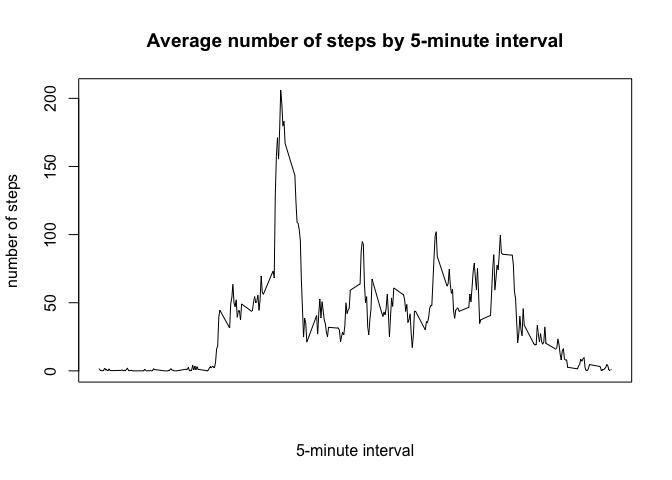 Average number of steps by 5-minute interval
number of steps
200
150
100
50
0
5-minute interval